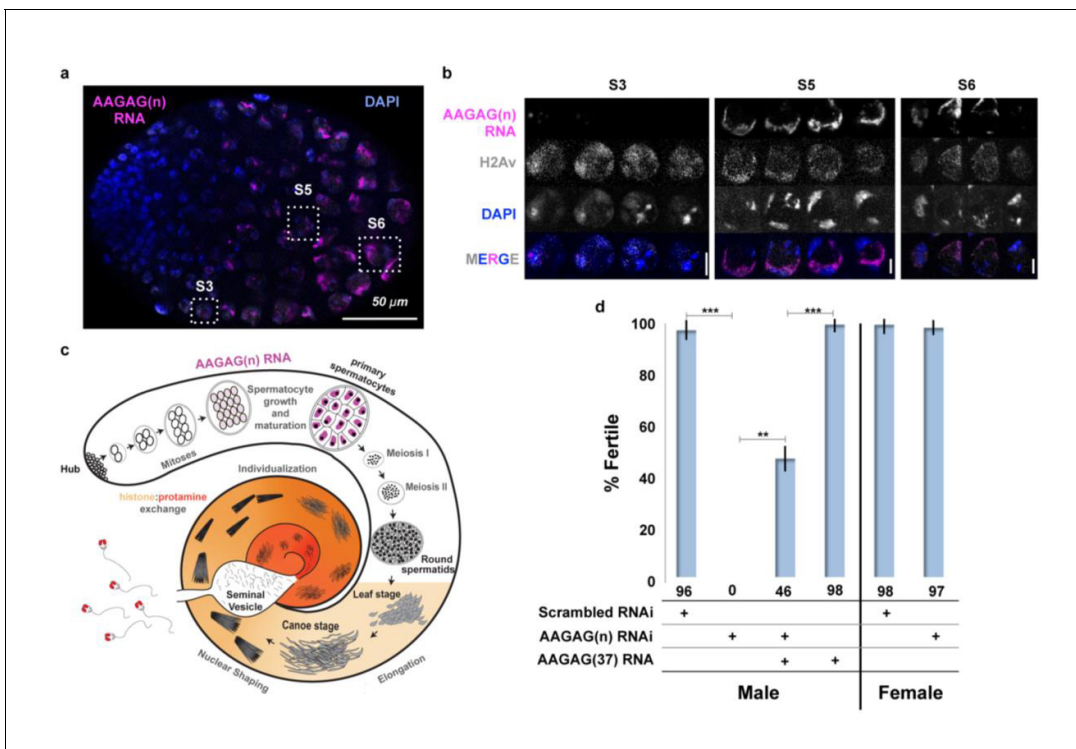 a
AAGAG(n)
RNA
DAPI
S5
S6
S3
50 µm
b
S3
S5
S6
AAGAG(n)
RNA
H2Av
DAPI
MERGE
c
AAGAG(n) RNA
primary
spermatocytes
Spermatocyte
growth
and
maturation
Hub
Mitoses
Meiosis I
Meiosis II
Individualization
histone:protamine
exchange
Round
spermatids
Seminal
Vesicle
Leaf stage
Canoe stage
Nuclear Shaping
Elongation
d
% Fertile
100
80
60
40
20
0
***
**
***
96 0 46 98 98 97
Scrambled RNAi + +
AAGAG(n) RNAi + + +
AAGAG(37) RNA + +
Male Female